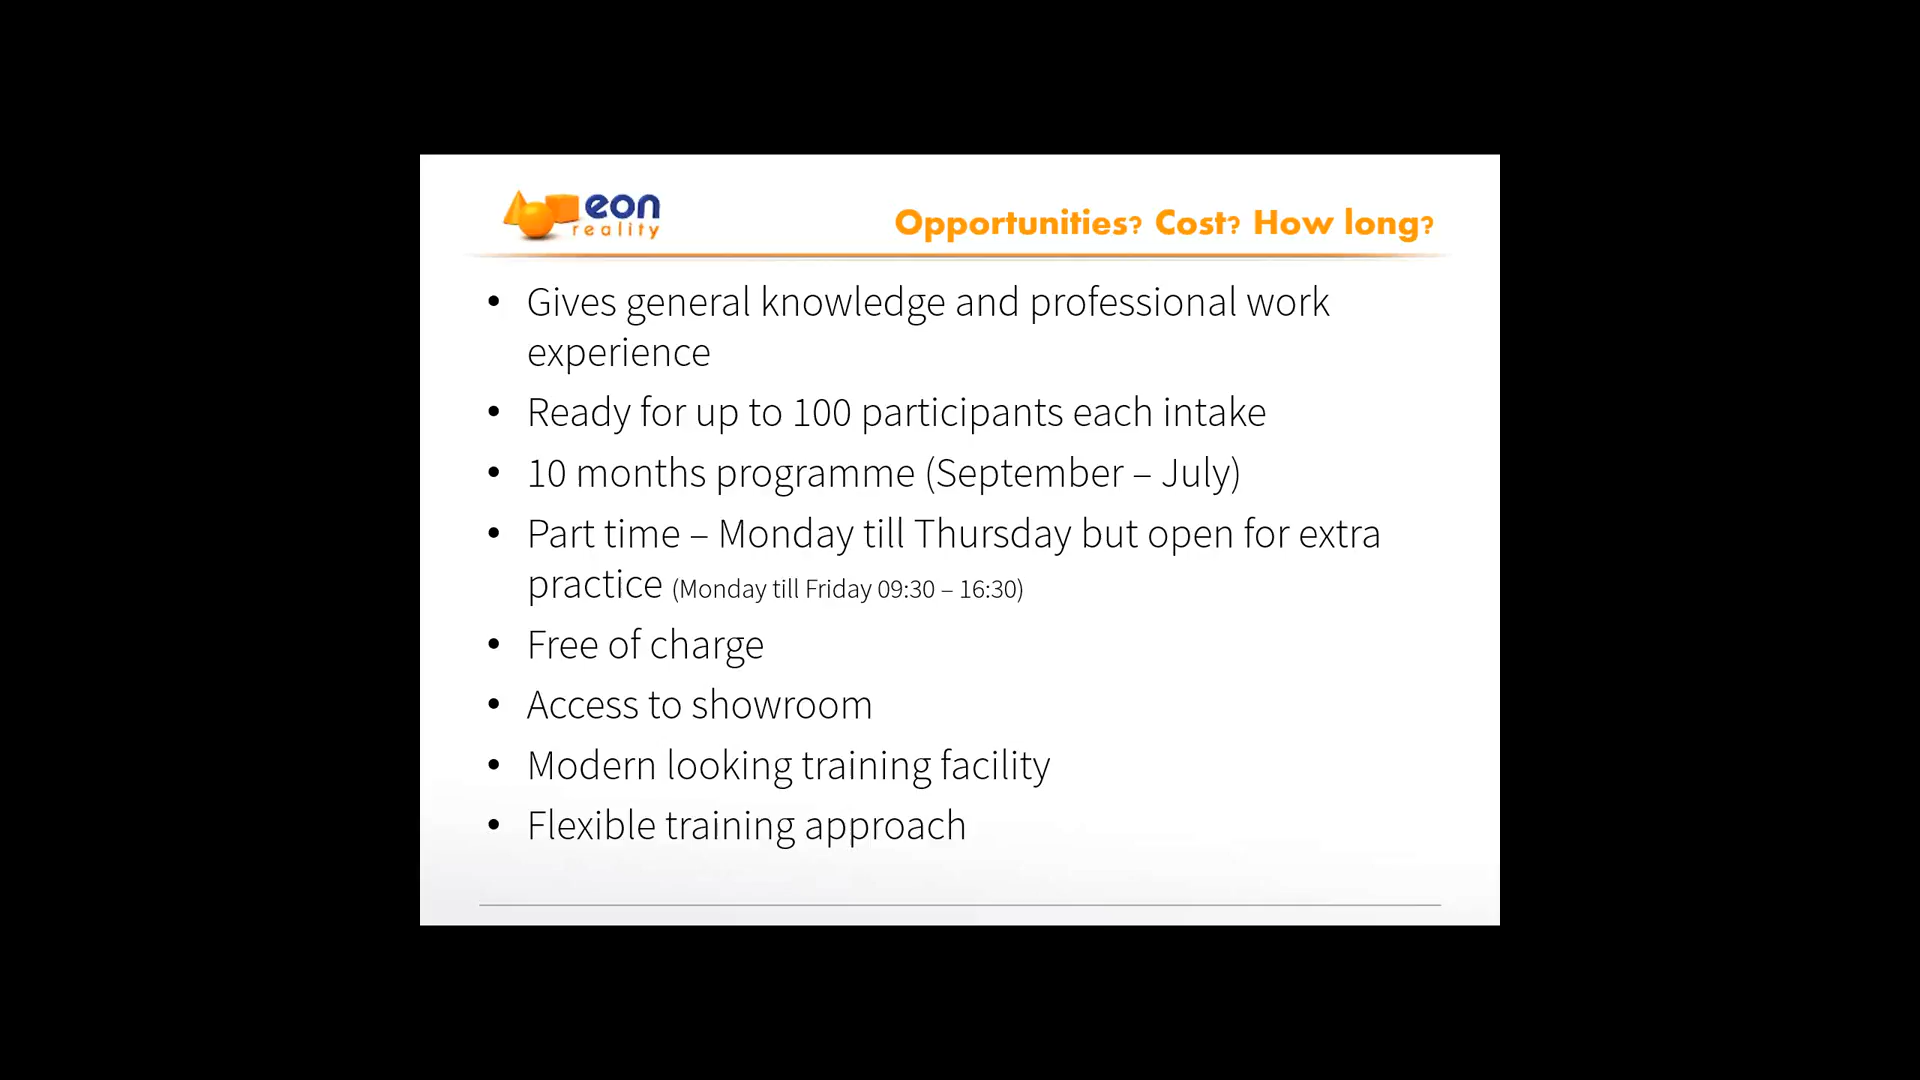 eon
reality
Opportunities? Cost? How long?
• Gives general knowledge and professional work
experience
• Ready for up to 100 participants each intake
• 10 months programme (September – July)
• Part time – Monday till Thursday but open for extra
practice (Monday till Friday 09:30 – 16:30)
• Free of charge
• Access to showroom
• Modern looking training facility
• Flexible training approach